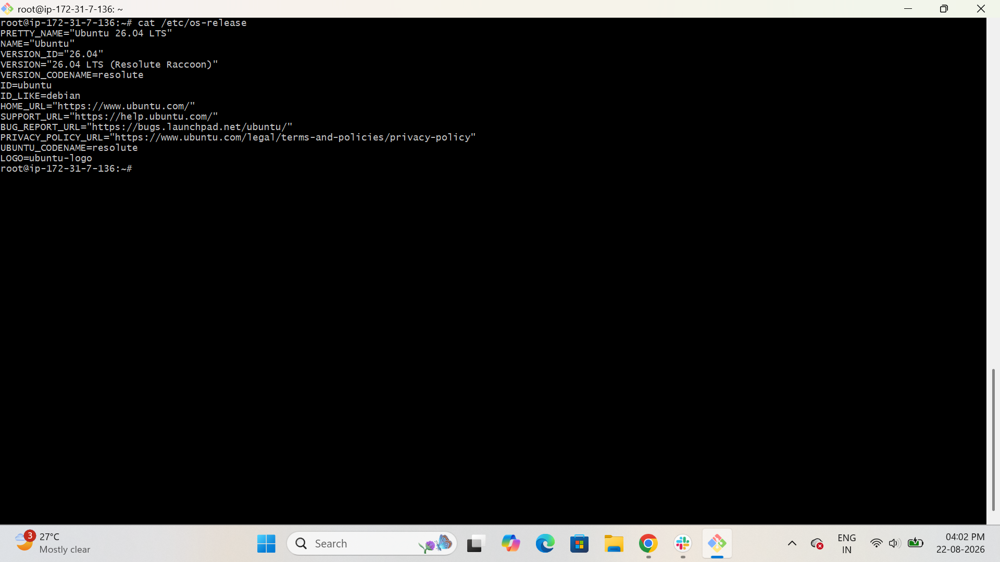 root@ip-172-31-7-136: ~
root@ip-172-31-7-136:~# cat /etc/os-release
PRETTY_NAME="Ubuntu 26.04 LTS"
NAME="Ubuntu"
VERSION_ID="26.04"
VERSION="26.04 LTS (Resolute Raccoon)"
VERSION_CODENAME=resolute
ID=ubuntu
ID_LIKE=debian
HOME_URL="https://www.ubuntu.com/"
SUPPORT_URL="https://help.ubuntu.com/"
BUG_REPORT_URL="https://bugs.launchpad.net/ubuntu/"
PRIVACY_POLICY_URL="https://www.ubuntu.com/legal/terms-and-policies/privacy-policy"
UBUNTU_CODENAME=resolute
LOGO=ubuntu-logo
root@ip-172-31-7-136:~#
3
27°C
Mostly clear
Search
ENG
IN
04:02 PM
22-08-2026